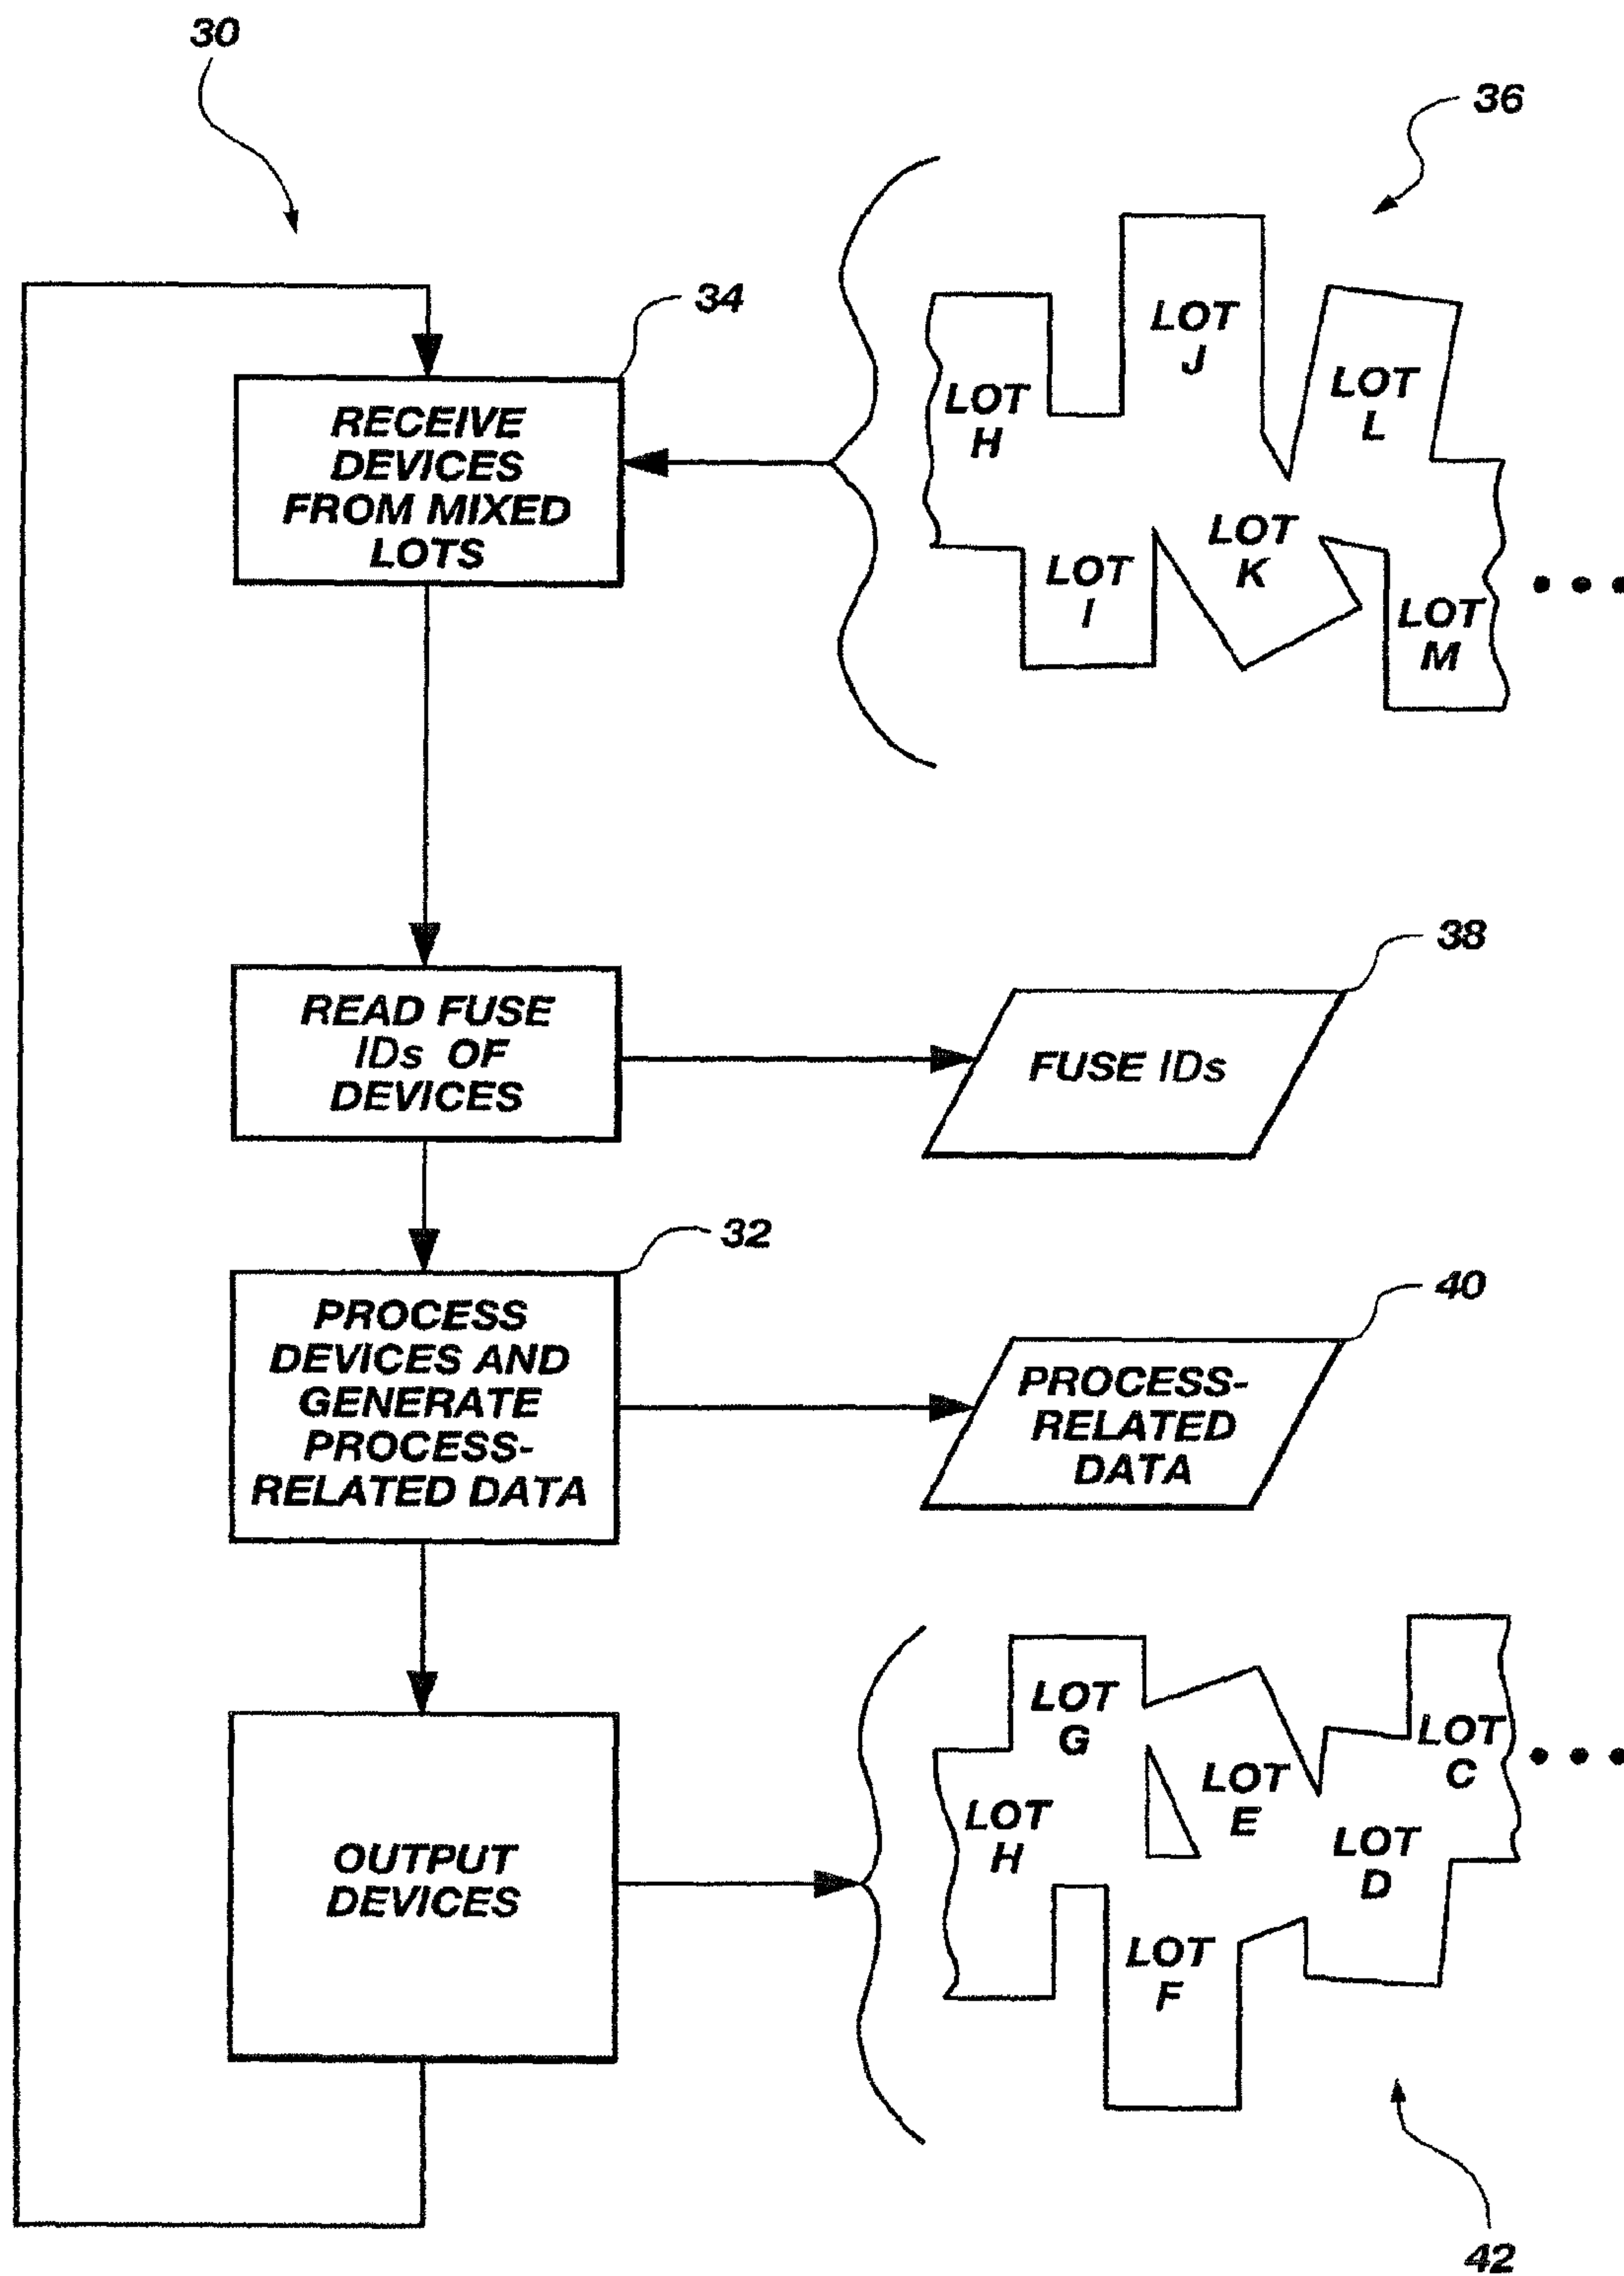 30
36
34
RECEIVE
DEVICES
FROM MIXED
LOTS
LOT
H
LOT
J
LOT
L
LOT
I
LOT
K
LOT
M
READ FUSE
IDs OF
DEVICES
38
FUSE IDs
32
PROCESS
DEVICES AND
GENERATE
PROCESS-
RELATED DATA
40
PROCESS-
RELATED
DATA
OUTPUT
DEVICES
LOT
G
LOT
C
LOT
E
LOT
H
LOT
D
LOT
F
42